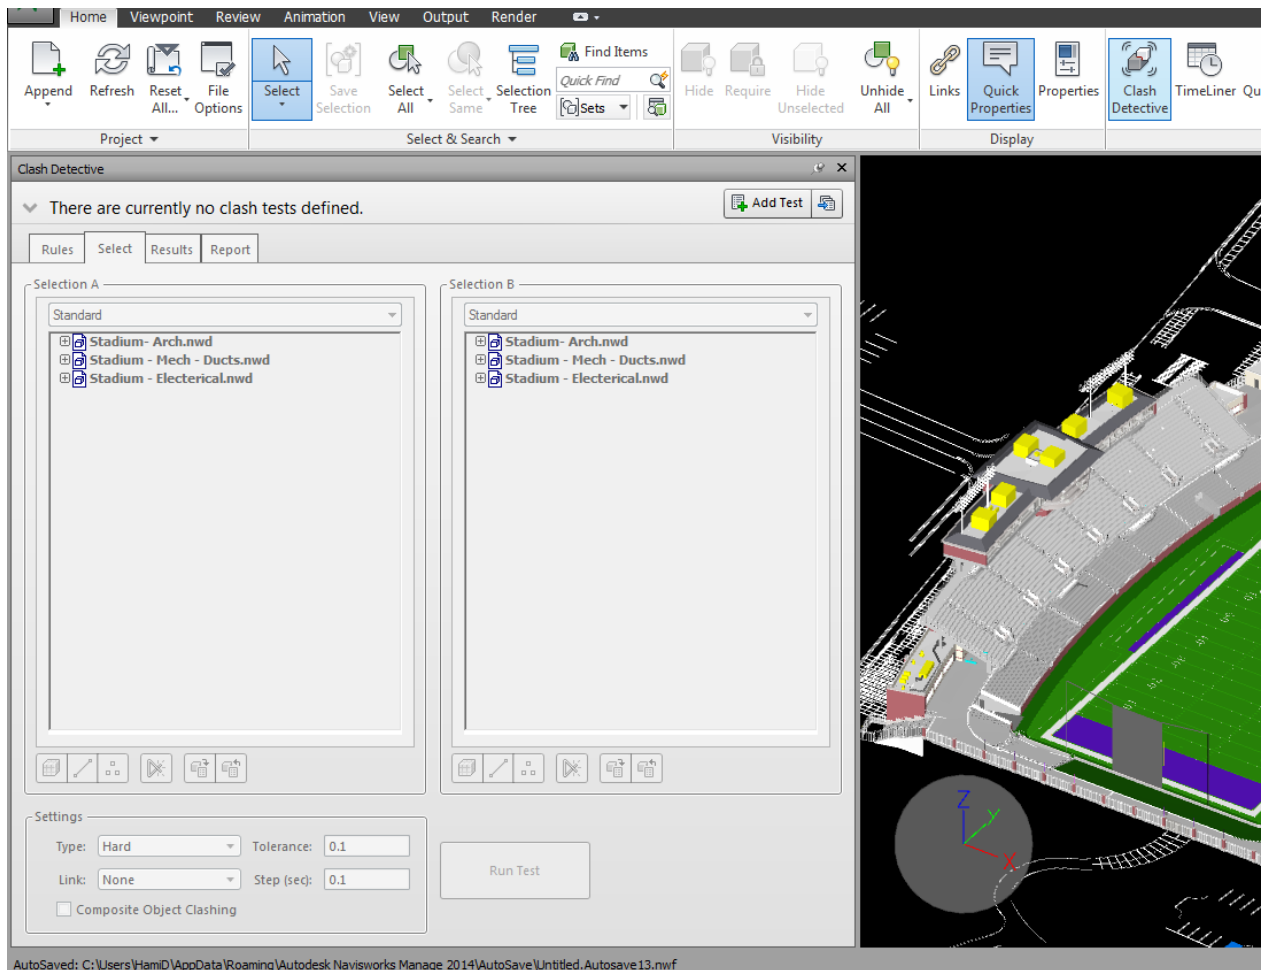 Home Viewpoint Review Animation View Output Render
Append Refresh Reset All... File Options Select Save Selection Select All Select Same Selection Tree Find Items Quick Find Sets Hide Require Hide Unselected Unhide All Links Quick Properties Properties Clash Detective TimeLiner Qu
Project Select & Search Visibility Display
Clash Detective
There are currently no clash tests defined. Add Test
Rules Select Results Report
Selection A Selection B
Standard Standard
Stadium- Arch.nwd Stadium- Arch.nwd
Stadium - Mech - Ducts.nwd Stadium - Mech - Ducts.nwd
Stadium - Electerical.nwd Stadium - Electerical.nwd
Settings
Type: Hard Tolerance: 0.1
Link: None Step (sec): 0.1
Run Test
Composite Object Clashing
Z Y X
AutoSaved: C:\Users\HamiD\AppData\Roaming\Autodesk Navisworks Manage 2014\AutoSave\Untitled.Autosave13.nwf